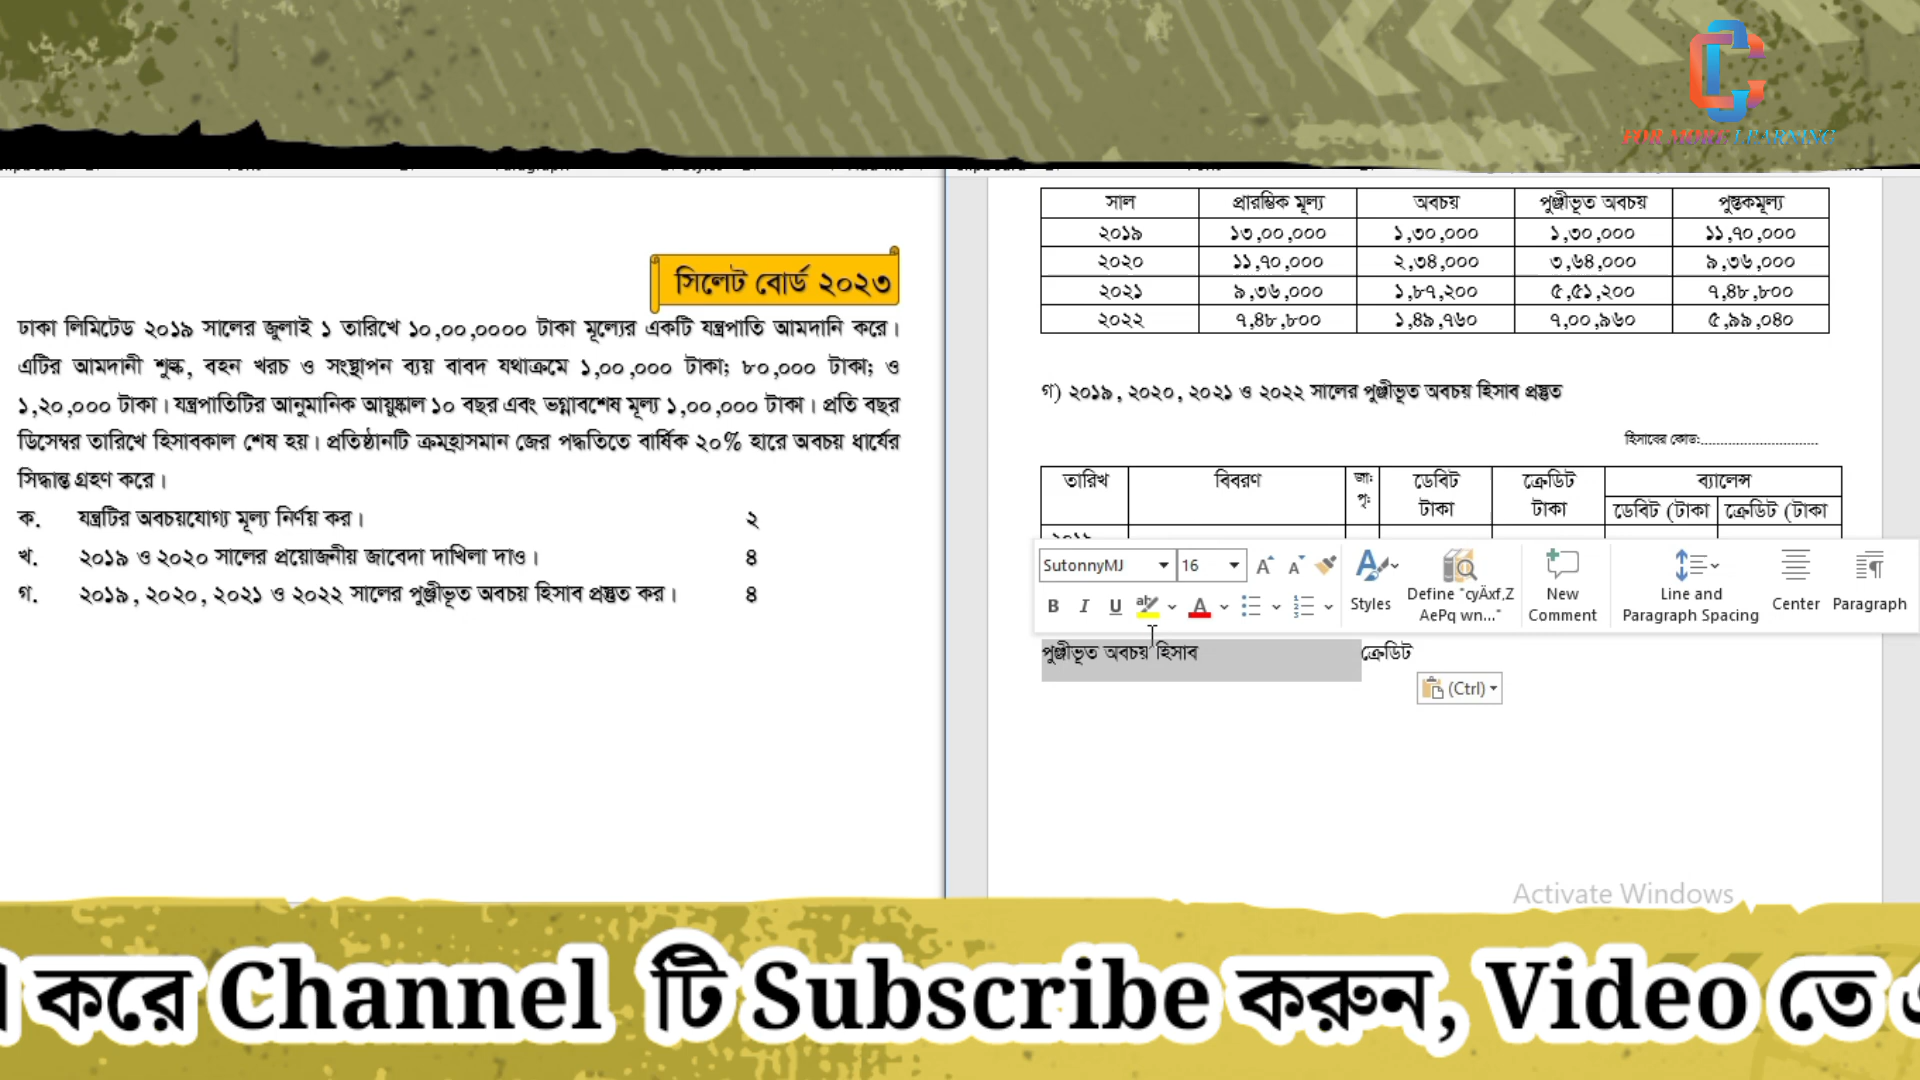 FOR MORE LEARNING
সিলেট বোর্ড ২০২৩
ঢাকা লিমিটেড ২০১৯ সালের জুলাই ১ তারিখে ১০,০০,০০০০ টাকা মূল্যের একটি যন্ত্রপাতি আমদানি করে।
এটির আমদানী শুল্ক, বহন খরচ ও সংস্থাপন ব্যয় বাবদ যথাক্রমে ১,০০,০০০ টাকা; ৮০,০০০ টাকা; ও
১,২০,০০০ টাকা। যন্ত্রপাতিটির আনুমানিক আয়ুষ্কাল ১০ বছর এবং ভগ্নাবশেষ মূল্য ১,০০,০০০ টাকা। প্রতি বছর
ডিসেম্বর তারিখে হিসাবকাল শেষ হয়। প্রতিষ্ঠানটি ক্রমহ্রাসমান জের পদ্ধতিতে বার্ষিক ২০% হারে অবচয় ধার্যের
সিদ্ধান্ত গ্রহণ করে।
ক. যন্ত্রটির অবচয়যোগ্য মূল্য নির্ণয় কর। ২
খ. ২০১৯ ও ২০২০ সালের প্রয়োজনীয় জাবেদা দাখিলা দাও। ৪
গ. ২০১৯, ২০২০, ২০২১ ও ২০২২ সালের পুঞ্জীভূত অবচয় হিসাব প্রস্তুত কর। ৪
সাল প্রারম্ভিক মূল্য অবচয় পুঞ্জীভূত অবচয় পুস্তকমূল্য
২০১৯ ১৩,০০,০০০ ১,৩০,০০০ ১,৩০,০০০ ১১,৭০,০০০
২০২০ ১১,৭০,০০০ ২,৩৪,০০০ ৩,৬৪,০০০ ৯,৩৬,০০০
২০২১ ৯,৩৬,০০০ ১,৮৭,২০০ ৫,৫১,২০০ ৭,৪৮,৮০০
২০২২ ৭,৪৮,৮০০ ১,৪৯,৭৬০ ৭,০০,৯৬০ ৫,৯৯,০৪০
গ) ২০১৯, ২০২০, ২০২১ ও ২০২২ সালের পুঞ্জীভূত অবচয় হিসাব প্রস্তুত
হিসাবের কোড:..............................
তারিখ বিবরণ জা: পৃ: ডেবিট টাকা ক্রেডিট টাকা ব্যালেন্স
ডেবিট (টাকা ক্রেডিট (টাকা
SutonnyMJ 16
B I U
Styles
Define "cyÄxf‚Z AePq wn..."
New Comment
Line and Paragraph Spacing
Center
Paragraph
পুঞ্জীভূত অবচয় হিসাব ক্রেডিট
(Ctrl)
Activate Windows
করে Channel টি Subscribe করুন, Video তে